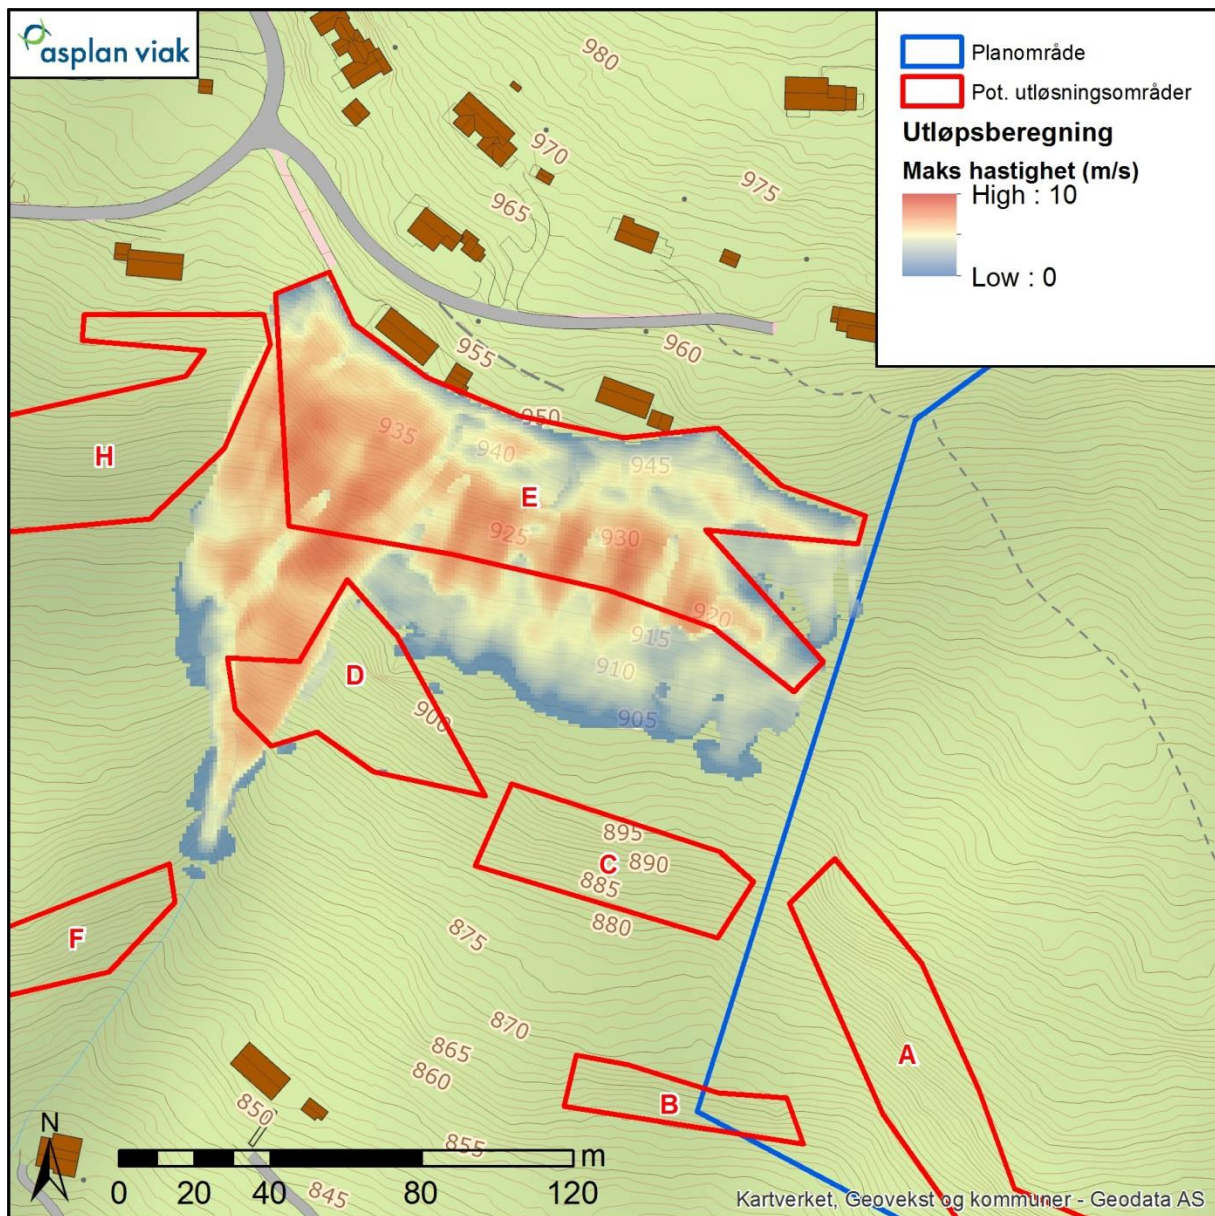 asplan viak
Planområde
Pot. utløsningsområder
Utløpsberegning
Maks hastighet (m/s)
High : 10
Low : 0
980
970
975
965
955
960
950
935
940
945
H
E
925
930
920
915
910
D
900
905
895
C
890
885
880
F
875
870
A
865
860
B
850
855
845
N
0 20 40 80 120 m
Kartverket, Geovekst og kommuner - Geodata AS